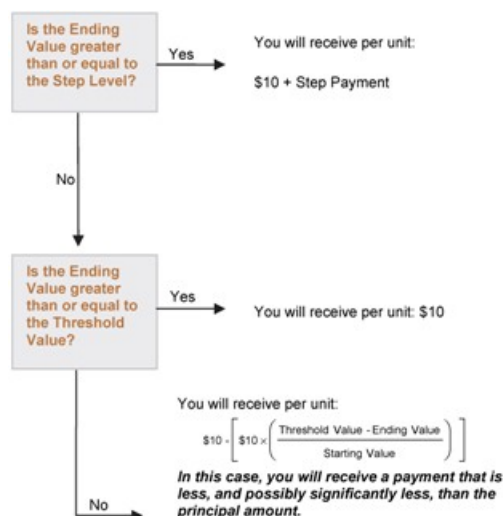 Is the Ending
Value greater
than or equal to
the Step Level?
Yes
You will receive per unit:
$10 + Step Payment
No
Is the Ending
Value greater
than or equal to
the Threshold
Value?
Yes
You will receive per unit: $10
You will receive per unit:
$10 - [ $10 × ( Threshold Value - Ending Value / Starting Value ) ]
In this case, you will receive a payment that is
less, and possibly significantly less, than the
principal amount.
No